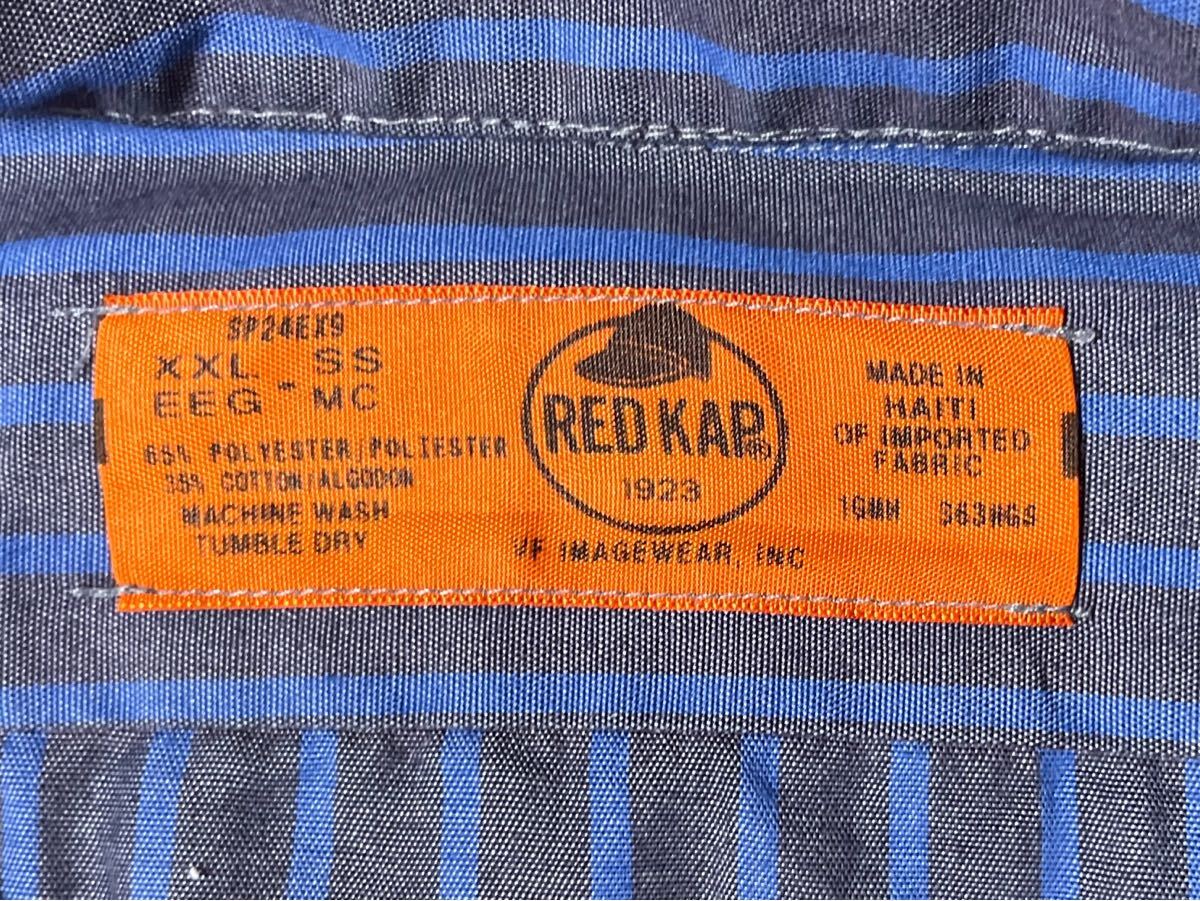 SP24EX9
XXL - SS
EEG MC
65% POLYESTER/POLIESTER
35% COTTON/ALGODON
MACHINE WASH
TUMBLE DRY
RED KAP®
1923
VF IMAGEWEAR, INC
MADE IN
HAITI
OF IMPORTED
FABRIC